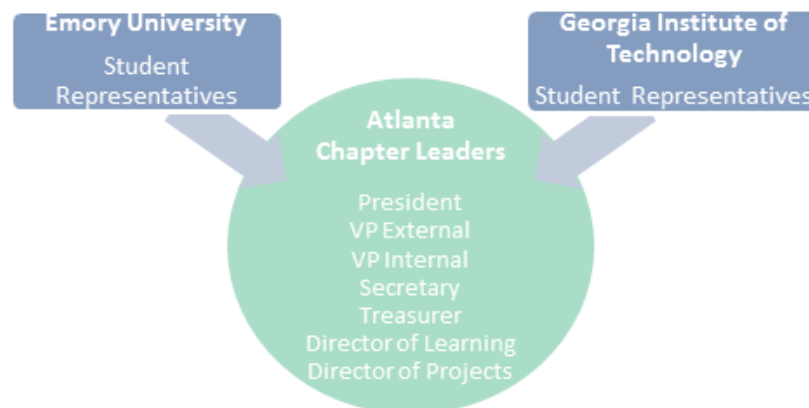 Emory University
Student
Representatives
Georgia Institute of
Technology
Student Representatives
Atlanta
Chapter Leaders
President
VP External
VP Internal
Secretary
Treasurer
Director of Learning
Director of Projects